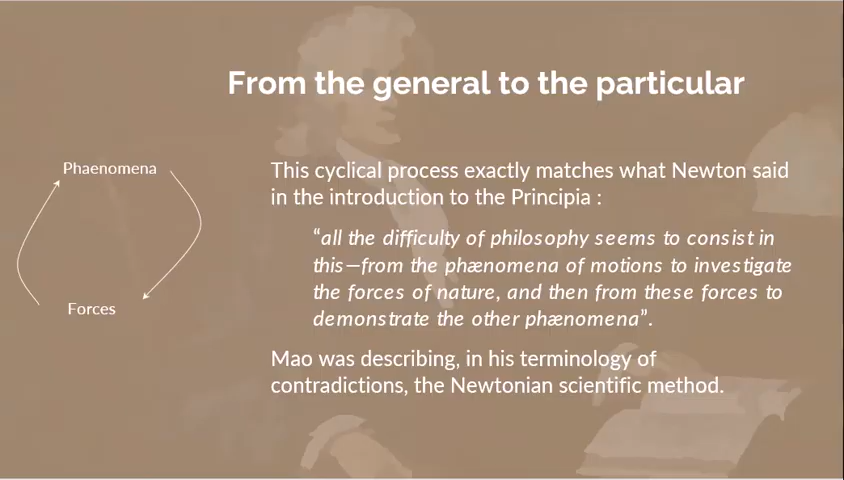 From the general to the particular
Phaenomena
Forces
This cyclical process exactly matches what Newton said
in the introduction to the Principia :
“all the difficulty of philosophy seems to consist in
this—from the phænomena of motions to investigate
the forces of nature, and then from these forces to
demonstrate the other phænomena”.
Mao was describing, in his terminology of
contradictions, the Newtonian scientific method.